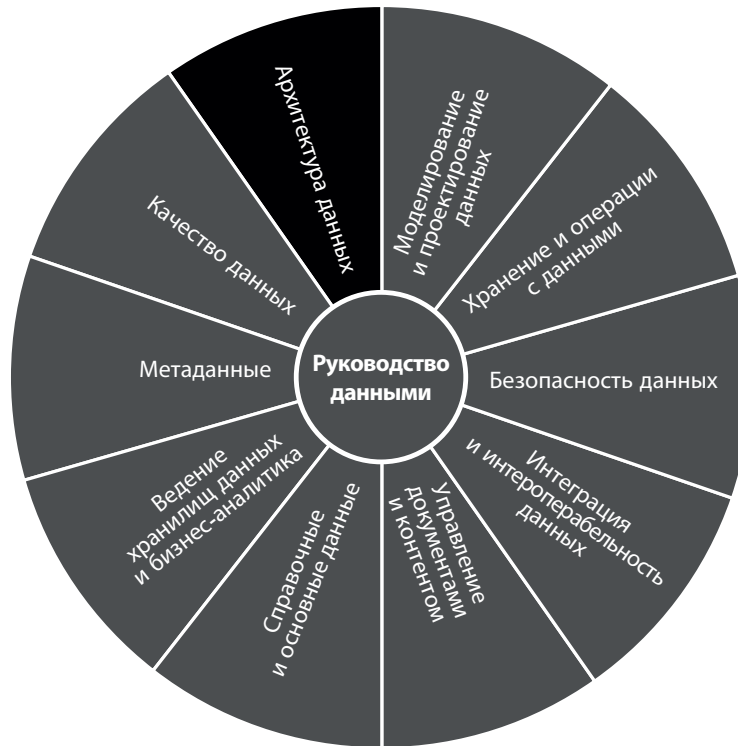 Архитектура данных
Моделирование
и проектирование
данных
Хранение и операции
с данными
Безопасность данных
Интеграция
и интероперабельность
данных
Управление
документами
и контентом
Справочные
и основные данные
Ведение
хранилищ данных
и бизнес-аналитика
Метаданные
Качество данных
Руководство
данными